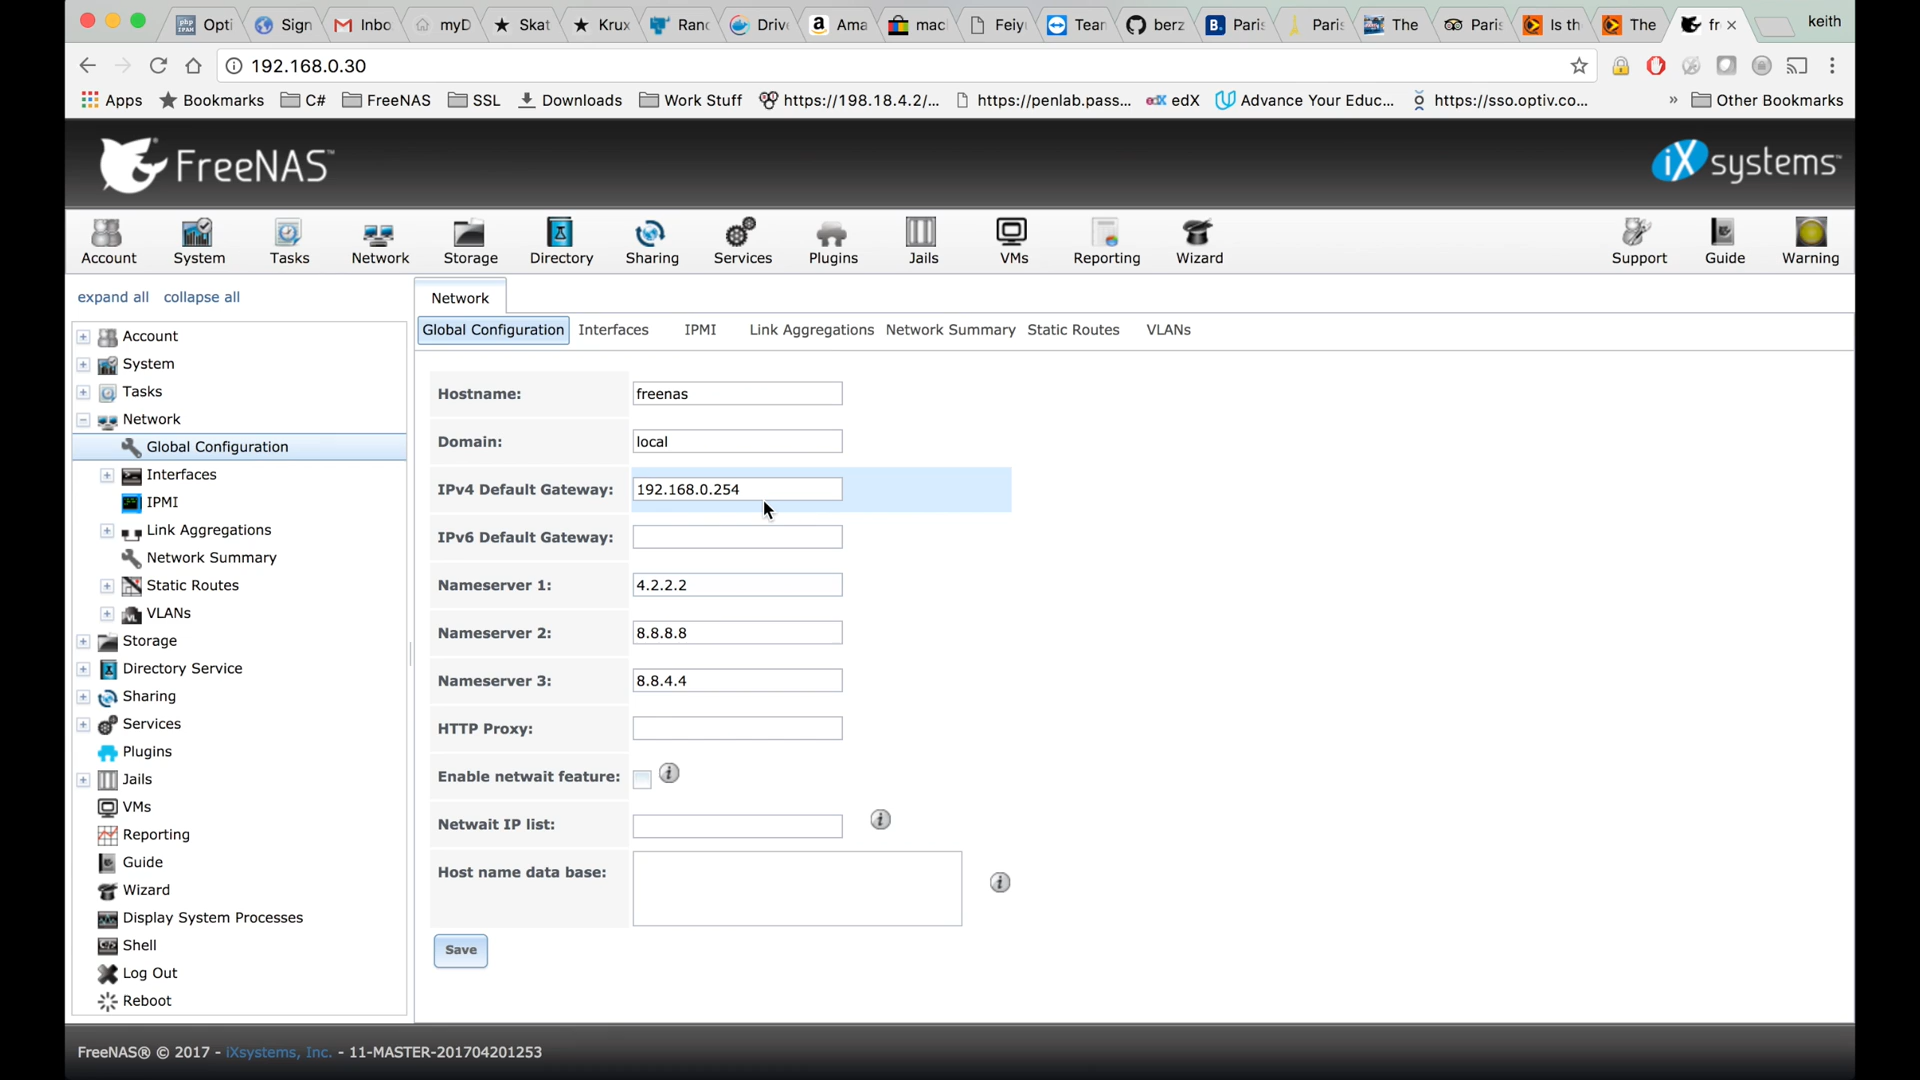 Opti Sign Inbo myD Skat Krux Ranc Drive Ama mac Feiyu Tean berz Paris Paris The Paris Is th The fr keith
192.168.0.30
Apps Bookmarks C# FreeNAS SSL Downloads Work Stuff https://198.18.4.2/... https://penlab.pass... edX Advance Your Educ... https://sso.optiv.co... » Other Bookmarks
FreeNAS™ iXsystems™
Account System Tasks Network Storage Directory Sharing Services Plugins Jails VMs Reporting Wizard Support Guide Warning
expand all collapse all
Account
System
Tasks
Network
Global Configuration
Interfaces
IPMI
Link Aggregations
Network Summary
Static Routes
VLANs
Storage
Directory Service
Sharing
Services
Plugins
Jails
VMs
Reporting
Guide
Wizard
Display System Processes
Shell
Log Out
Reboot
Network
Global Configuration Interfaces IPMI Link Aggregations Network Summary Static Routes VLANs
Hostname: freenas
Domain: local
IPv4 Default Gateway: 192.168.0.254
IPv6 Default Gateway:
Nameserver 1: 4.2.2.2
Nameserver 2: 8.8.8.8
Nameserver 3: 8.8.4.4
HTTP Proxy:
Enable netwait feature:
Netwait IP list:
Host name data base:
Save
FreeNAS® © 2017 - iXsystems, Inc. - 11-MASTER-201704201253